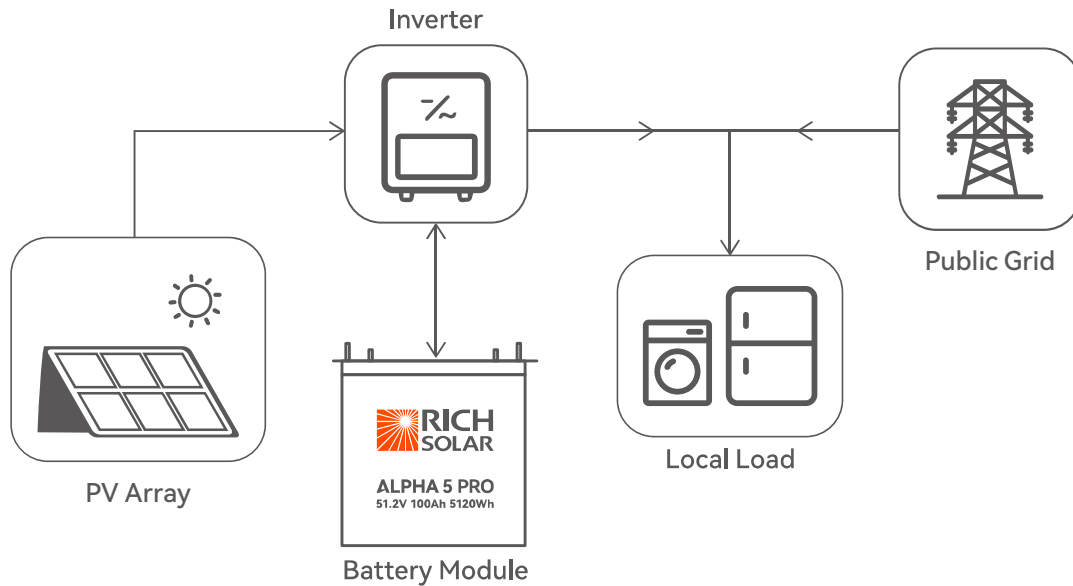 Inverter
Public Grid
RICH
SOLAR
ALPHA 5 PRO
51.2V 100Ah 5120Wh
Local Load
PV Array
Battery Module